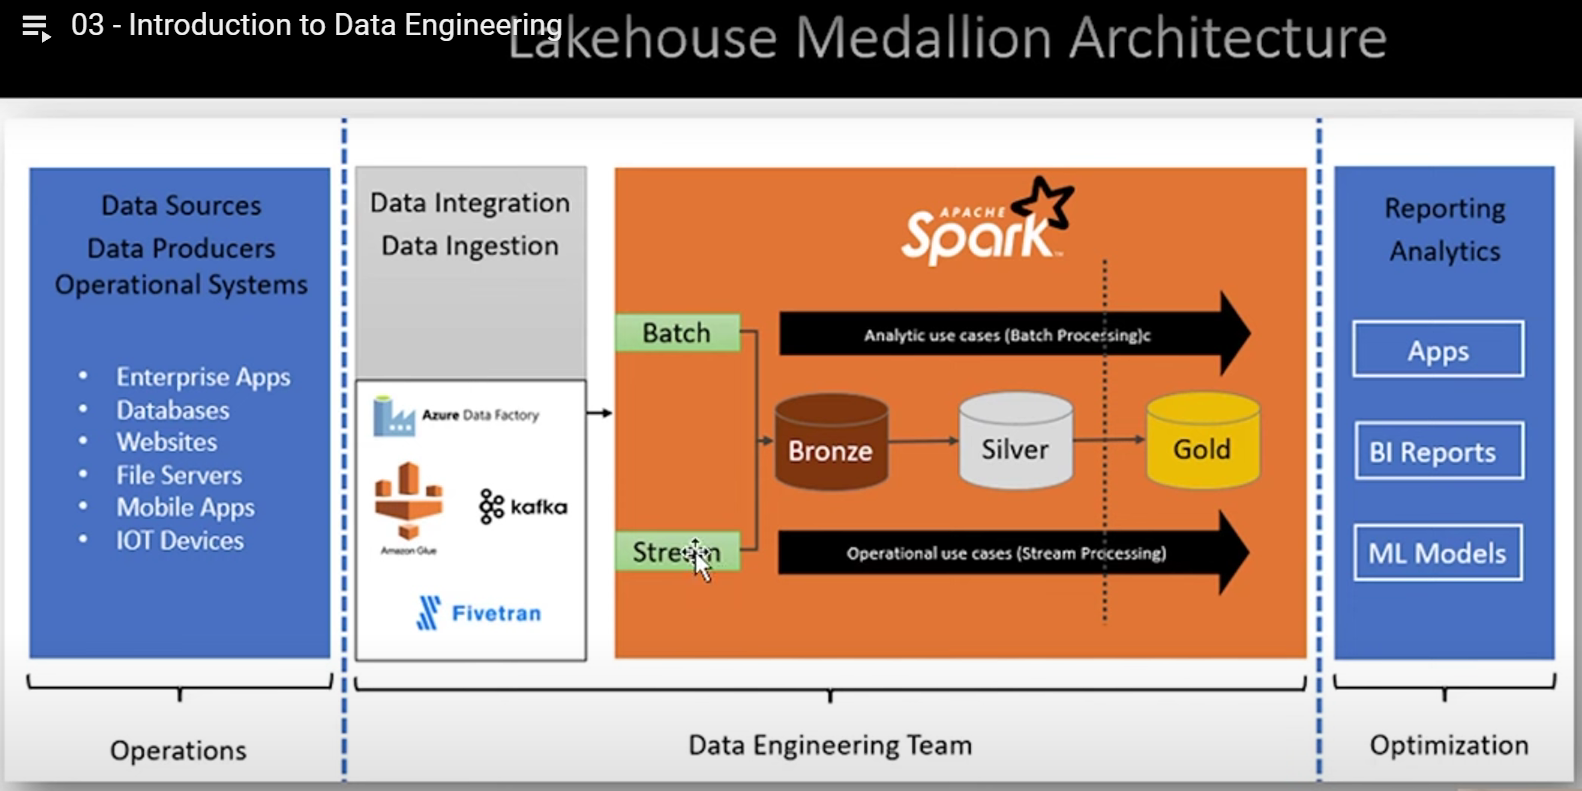 03 - Introduction to Data Engineering
Lakehouse Medallion Architecture
Data Sources
Data Producers
Operational Systems
• Enterprise Apps
• Databases
• Websites
• File Servers
• Mobile Apps
• IOT Devices
Operations
Data Integration
Data Ingestion
Azure Data Factory
Amazon Glue
kafka
Fivetran
APACHE
Spark
Batch
Analytic use cases (Batch Processing)c
Bronze
Silver
Gold
Stream
Operational use cases (Stream Processing)
Data Engineering Team
Reporting
Analytics
Apps
BI Reports
ML Models
Optimization